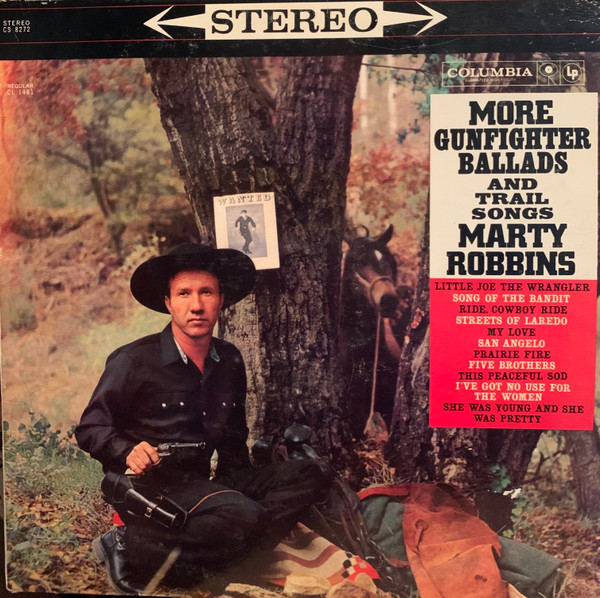 STEREO
CS 8272
STEREO
REGULAR
CL 1481
COLUMBIA
LP
WANTED
MORE
GUNFIGHTER
BALLADS
AND
TRAIL
SONGS
MARTY
ROBBINS
LITTLE JOE THE WRANGLER
SONG OF THE BANDIT
RIDE, COWBOY RIDE
STREETS OF LAREDO
MY LOVE
SAN ANGELO
PRAIRIE FIRE
FIVE BROTHERS
THIS PEACEFUL SOD
I'VE GOT NO USE FOR
THE WOMEN
SHE WAS YOUNG AND SHE
WAS PRETTY